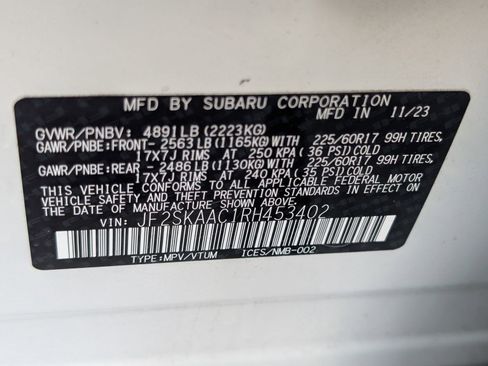 MFD BY SUBARU CORPORATION
MFD IN 11/23
GVWR/PNBV: 4891LB (2223KG)
GAWR/PNBE:FRONT- 2563LB (1165KG) WITH 225/60R17 99H TIRES,
17X7J RIMS AT 250 KPA (36 PSI) COLD
GAWR/PNBE:REAR - 2486LB (1130KG) WITH 225/60R17 99H TIRES,
17X7J RIMS AT 240 KPA (35 PSI) COLD
THIS VEHICLE CONFORMS TO ALL APPLICABLE FEDERAL MOTOR
VEHICLE SAFETY AND THEFT PREVENTION STANDARDS IN
EFFECT ON THE DATE OF MANUFACTURE SHOWN ABOVE.
VIN: JF2SKAAC1RH453402
TYPE:MPV/VTUM ICES/NMB-002